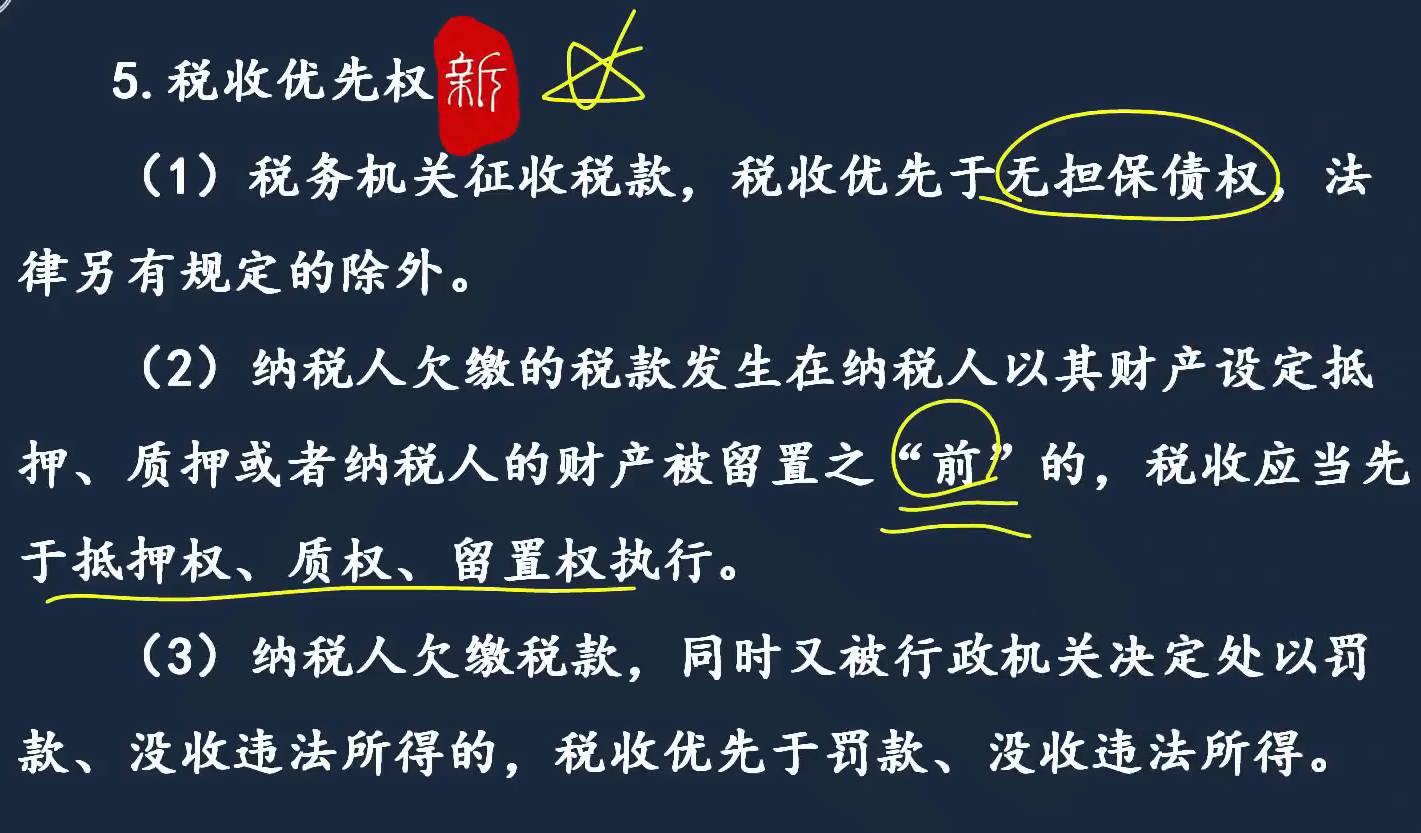 5.税收优先权 新
（1）税务机关征收税款，税收优先于无担保债权，法
律另有规定的除外。
（2）纳税人欠缴的税款发生在纳税人以其财产设定抵
押、质押或者纳税人的财产被留置之“前”的，税收应当先
于抵押权、质权、留置权执行。
（3）纳税人欠缴税款，同时又被行政机关决定处以罚
款、没收违法所得的，税收优先于罚款、没收违法所得。